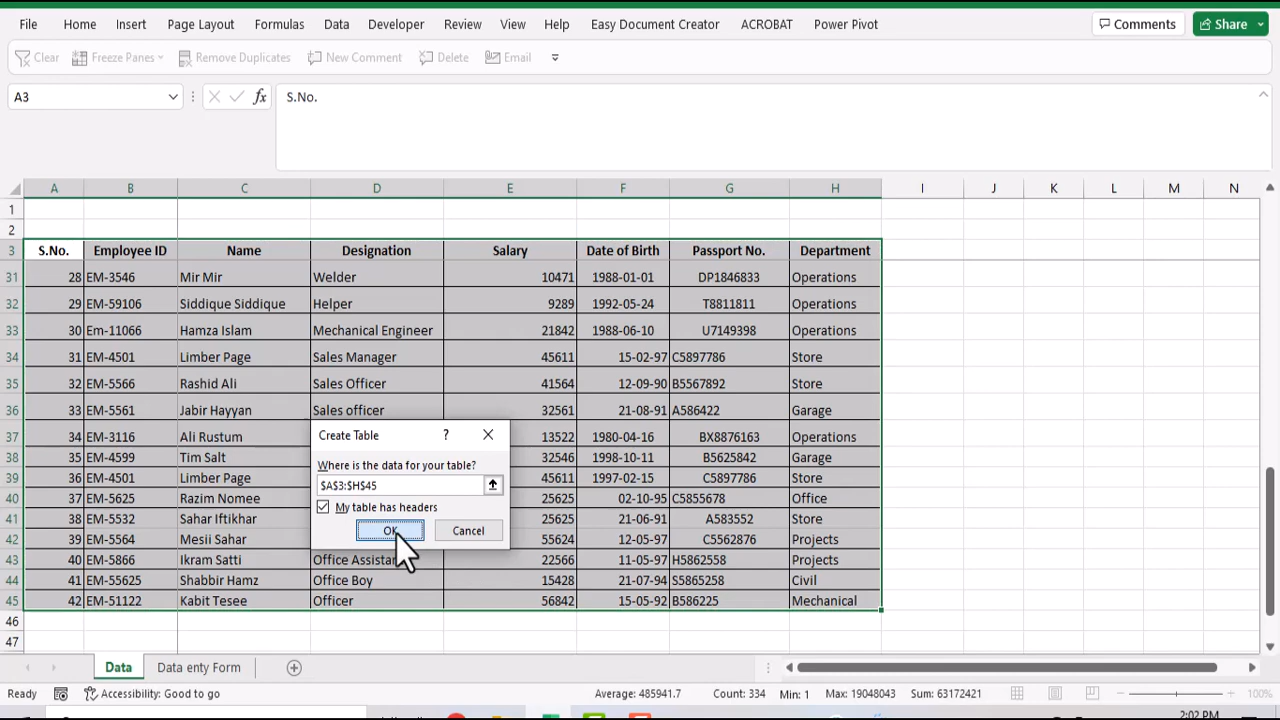 File Home Insert Page Layout Formulas Data Developer Review View Help Easy Document Creator ACROBAT Power Pivot Comments Share
Clear Freeze Panes Remove Duplicates New Comment Delete Email
A3 fx S.No.
A B C D E F G H I J K L M N
1
2
3 S.No. Employee ID Name Designation Salary Date of Birth Passport No. Department
31 28 EM-3546 Mir Mir Welder 10471 1988-01-01 DP1846833 Operations
32 29 EM-59106 Siddique Siddique Helper 9289 1992-05-24 T8811811 Operations
33 30 Em-11066 Hamza Islam Mechanical Engineer 21842 1988-06-10 U7149398 Operations
34 31 EM-4501 Limber Page Sales Manager 45611 15-02-97 C5897786 Store
35 32 EM-5566 Rashid Ali Sales Officer 41564 12-09-90 B5567892 Store
36 33 EM-5561 Jabir Hayyan Sales officer 32561 21-08-91 A586422 Garage
37 34 EM-3116 Ali Rustum 13522 1980-04-16 BX8876163 Operations
38 35 EM-4599 Tim Salt 32546 1998-10-11 B5625842 Garage
39 36 EM-4501 Limber Page 45611 1997-02-15 C5897786 Store
40 37 EM-5625 Razim Nomee 25625 02-10-95 C5855678 Office
41 38 EM-5532 Sahar Iftikhar 25625 21-06-91 A583552 Store
42 39 EM-5564 Mesii Sahar 55624 12-05-97 C5562876 Projects
43 40 EM-5866 Ikram Satti Office Assistant 22566 11-05-97 H5862558 Projects
44 41 EM-55625 Shabbir Hamz Office Boy 15428 21-07-94 S5865258 Civil
45 42 EM-51122 Kabit Tesee Officer 56842 15-05-92 B586225 Mechanical
46
47
Create Table ?
Where is the data for your table?
$A$3:$H$45
My table has headers
OK Cancel
Data Data enty Form
Ready Accessibility: Good to go Average: 485941.7 Count: 334 Min: 1 Max: 19048043 Sum: 63172421 100%
2:02 PM